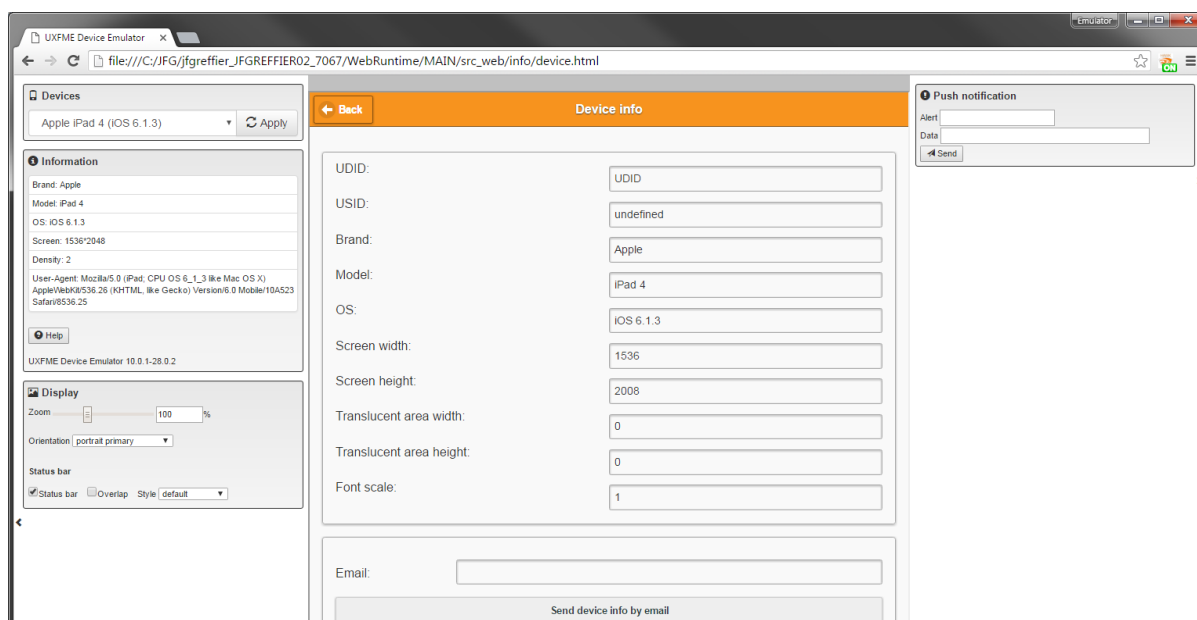 Emulator
UXFME Device Emulator
file:///C:/JFG/jfgreffier_JFGREFFIER02_7067/WebRuntime/MAIN/src_web/info/device.html
ON
Devices
Apple iPad 4 (iOS 6.1.3)
Apply
Information
Brand: Apple
Model: iPad 4
OS: iOS 6.1.3
Screen: 1536*2048
Density: 2
User-Agent: Mozilla/5.0 (iPad; CPU OS 6_1_3 like Mac OS X)
AppleWebKit/536.26 (KHTML, like Gecko) Version/6.0 Mobile/10A523
Safari/8536.25
Help
UXFME Device Emulator 10.0.1-28.0.2
Display
Zoom 100 %
Orientation portrait primary
Status bar
Status bar Overlap Style default
Back
Device info
UDID: UDID
USID: undefined
Brand: Apple
Model: iPad 4
OS: iOS 6.1.3
Screen width: 1536
Screen height: 2008
Translucent area width: 0
Translucent area height: 0
Font scale: 1
Email:
Send device info by email
Push notification
Alert
Data
Send